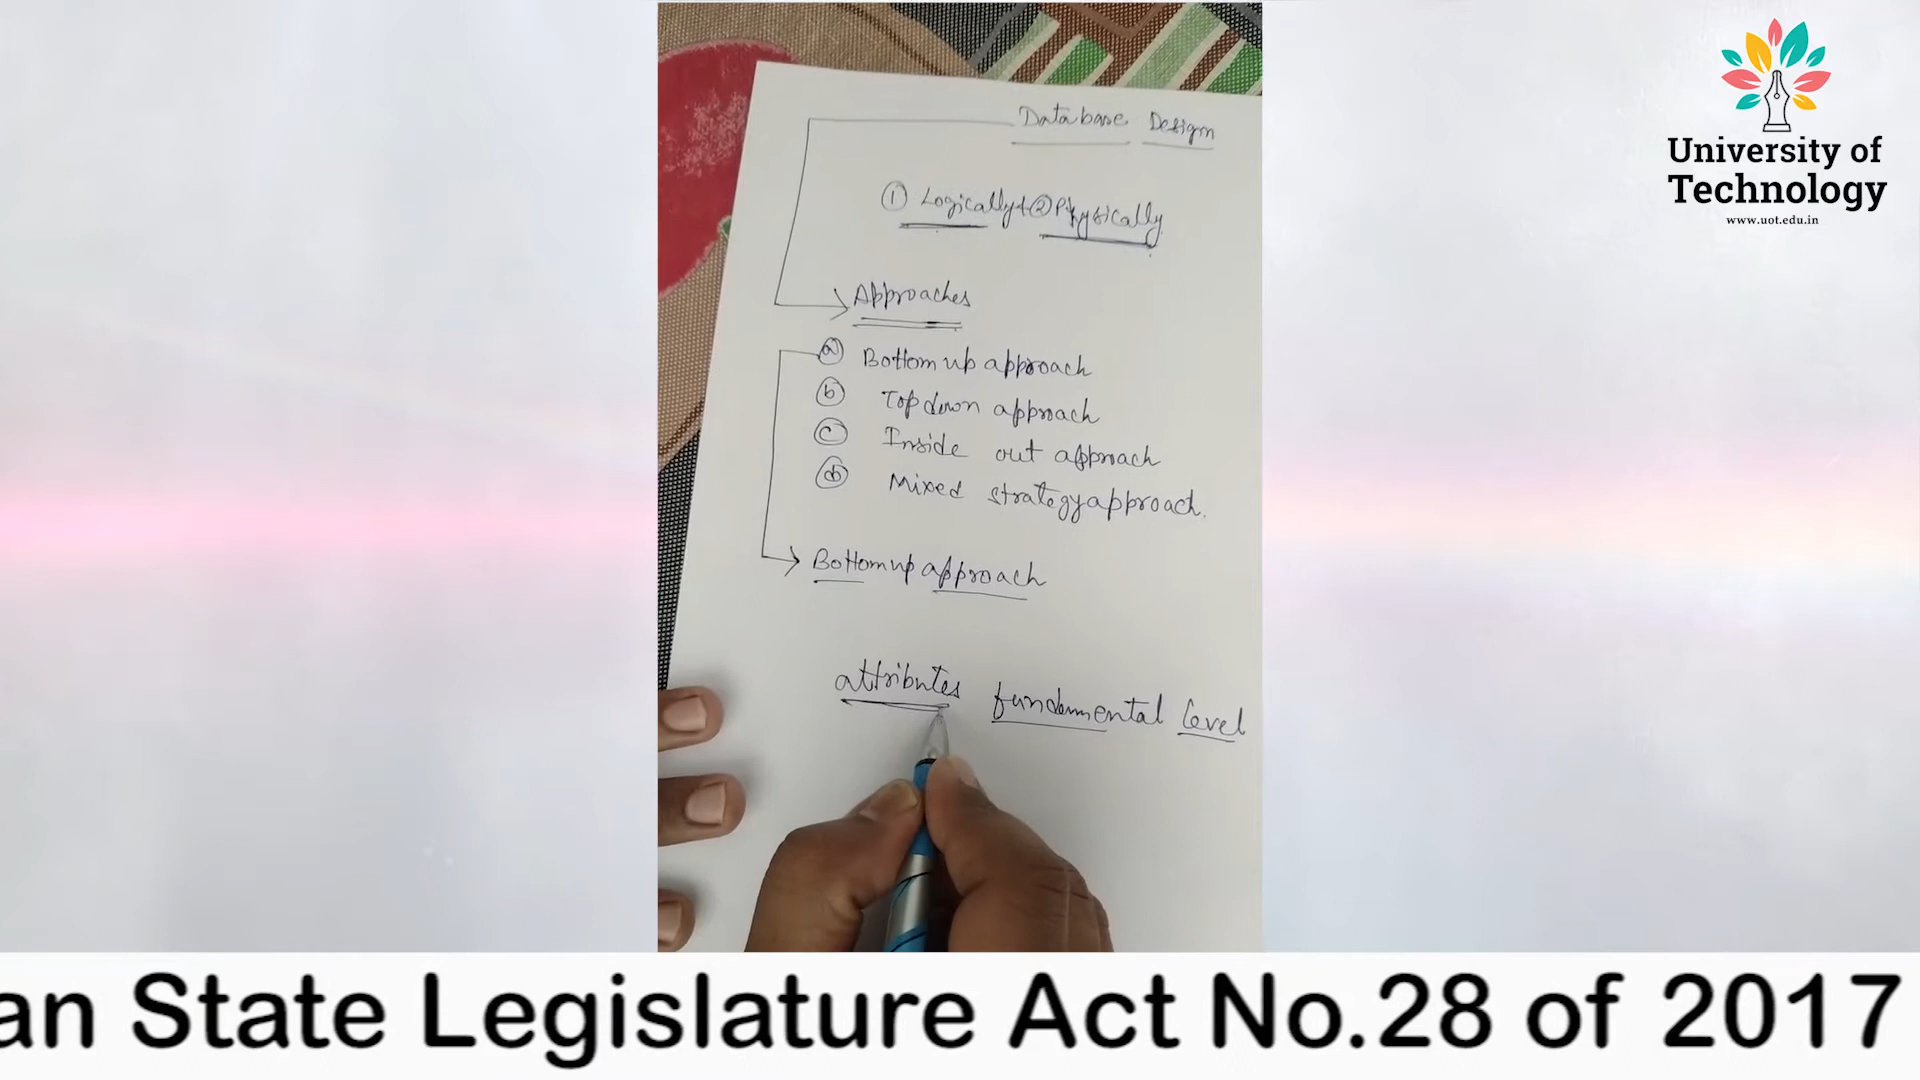 Database Design
① Logically & ② Physically
Approaches
ⓐ Bottom up approach
ⓑ Top down approach
ⓒ Inside out approach
ⓓ Mixed strategy approach.
Bottom up approach
attributes fundamental level
University of
Technology
www.uot.edu.in
an State Legislature Act No.28 of 2017